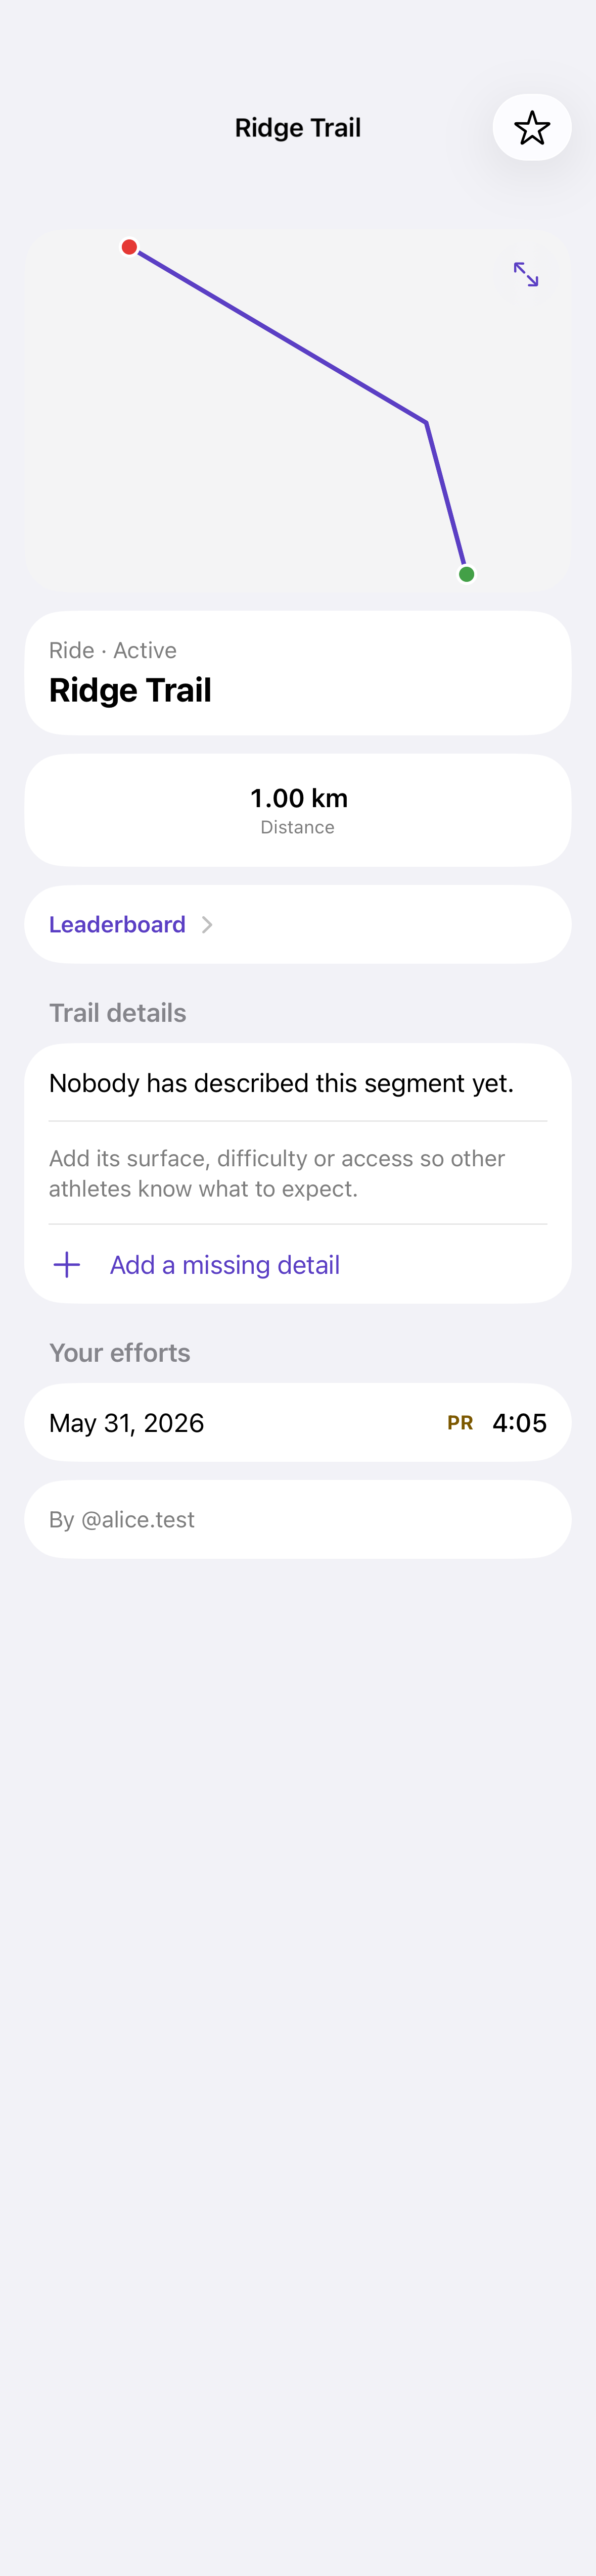 Ridge Trail
Ride · Active
Ridge Trail
1.00 km
Distance
Leaderboard
Trail details
Nobody has described this segment yet.
Add its surface, difficulty or access so other
athletes know what to expect.
Add a missing detail
Your efforts
May 31, 2026 PR 4:05
By @alice.test